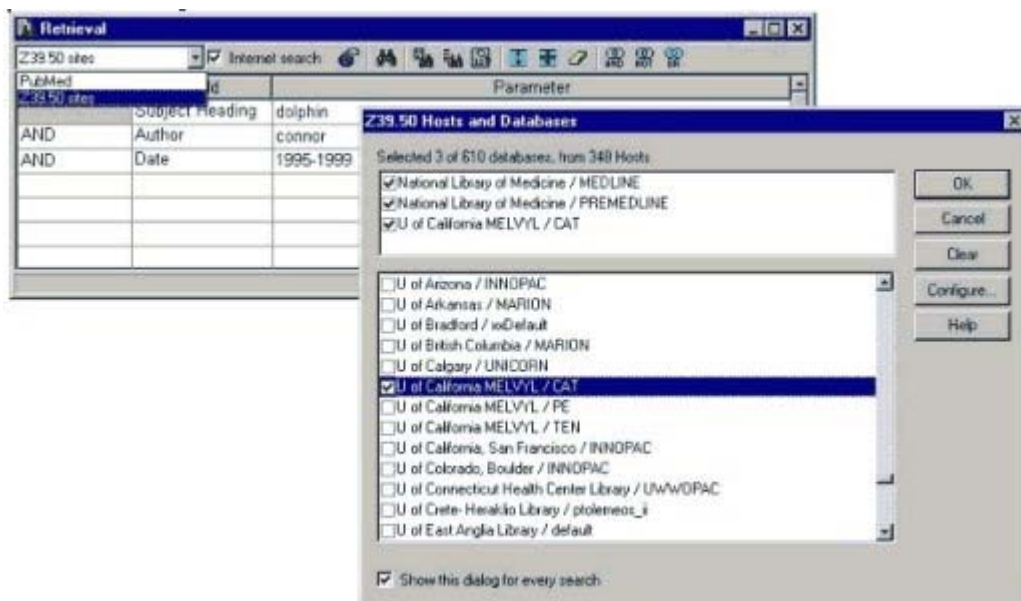 Retrieval
Z39.50 sites Internet search
PubMed
Z39.50 sites
Parameter
Subject Heading dolphin
AND Author connor
AND Date 1995-1999
Z39.50 Hosts and Databases
Selected 3 of 610 databases, from 348 Hosts
National Library of Medicine / MEDLINE
National Library of Medicine / PREMEDLINE
U of California MELVYL / CAT
OK
Cancel
Clear
Configure...
Help
U of Arizona / INNOPAC
U of Arkansas / MARION
U of Bradford / xxDefault
U of British Columbia / MARION
U of Calgary / UNICORN
U of California MELVYL / CAT
U of California MELVYL / PE
U of California MELVYL / TEN
U of California, San Francisco / INNOPAC
U of Colorado, Boulder / INNOPAC
U of Connecticut Health Center Library / UWWOPAC
U of Crete- Heraklio Library / ptolemeos_ii
U of East Anglia Library / default
Show this dialog for every search